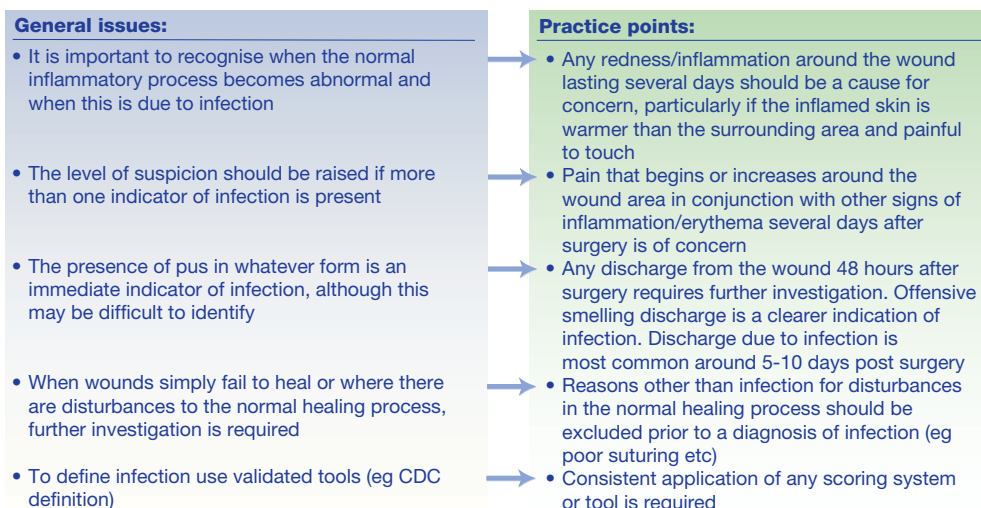 General issues:
• It is important to recognise when the normal
inflammatory process becomes abnormal and
when this is due to infection
• The level of suspicion should be raised if more
than one indicator of infection is present
• The presence of pus in whatever form is an
immediate indicator of infection, although this
may be difficult to identify
• When wounds simply fail to heal or where there
are disturbances to the normal healing process,
further investigation is required
• To define infection use validated tools (eg CDC
definition)
Practice points:
• Any redness/inflammation around the wound
lasting several days should be a cause for
concern, particularly if the inflamed skin is
warmer than the surrounding area and painful
to touch
• Pain that begins or increases around the
wound area in conjunction with other signs of
inflammation/erythema several days after
surgery is of concern
• Any discharge from the wound 48 hours after
surgery requires further investigation. Offensive
smelling discharge is a clearer indication of
infection. Discharge due to infection is
most common around 5-10 days post surgery
• Reasons other than infection for disturbances
in the normal healing process should be
excluded prior to a diagnosis of infection (eg
poor suturing etc)
• Consistent application of any scoring system
or tool is required